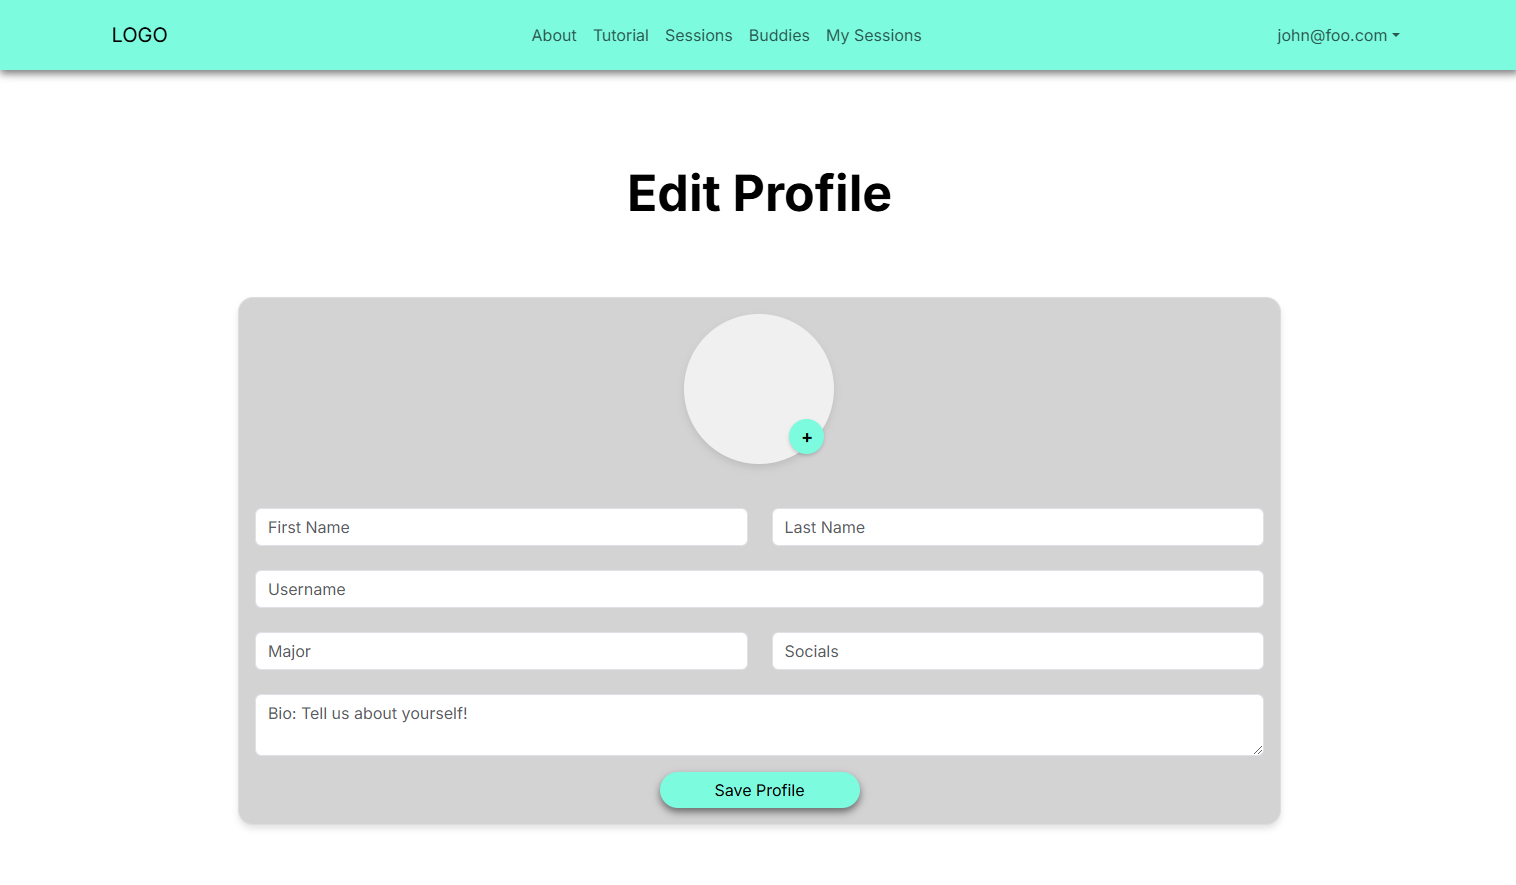 LOGO About Tutorial Sessions Buddies My Sessions john@foo.com
Edit Profile
+
First Name Last Name
Username
Major Socials
Bio: Tell us about yourself!
Save Profile